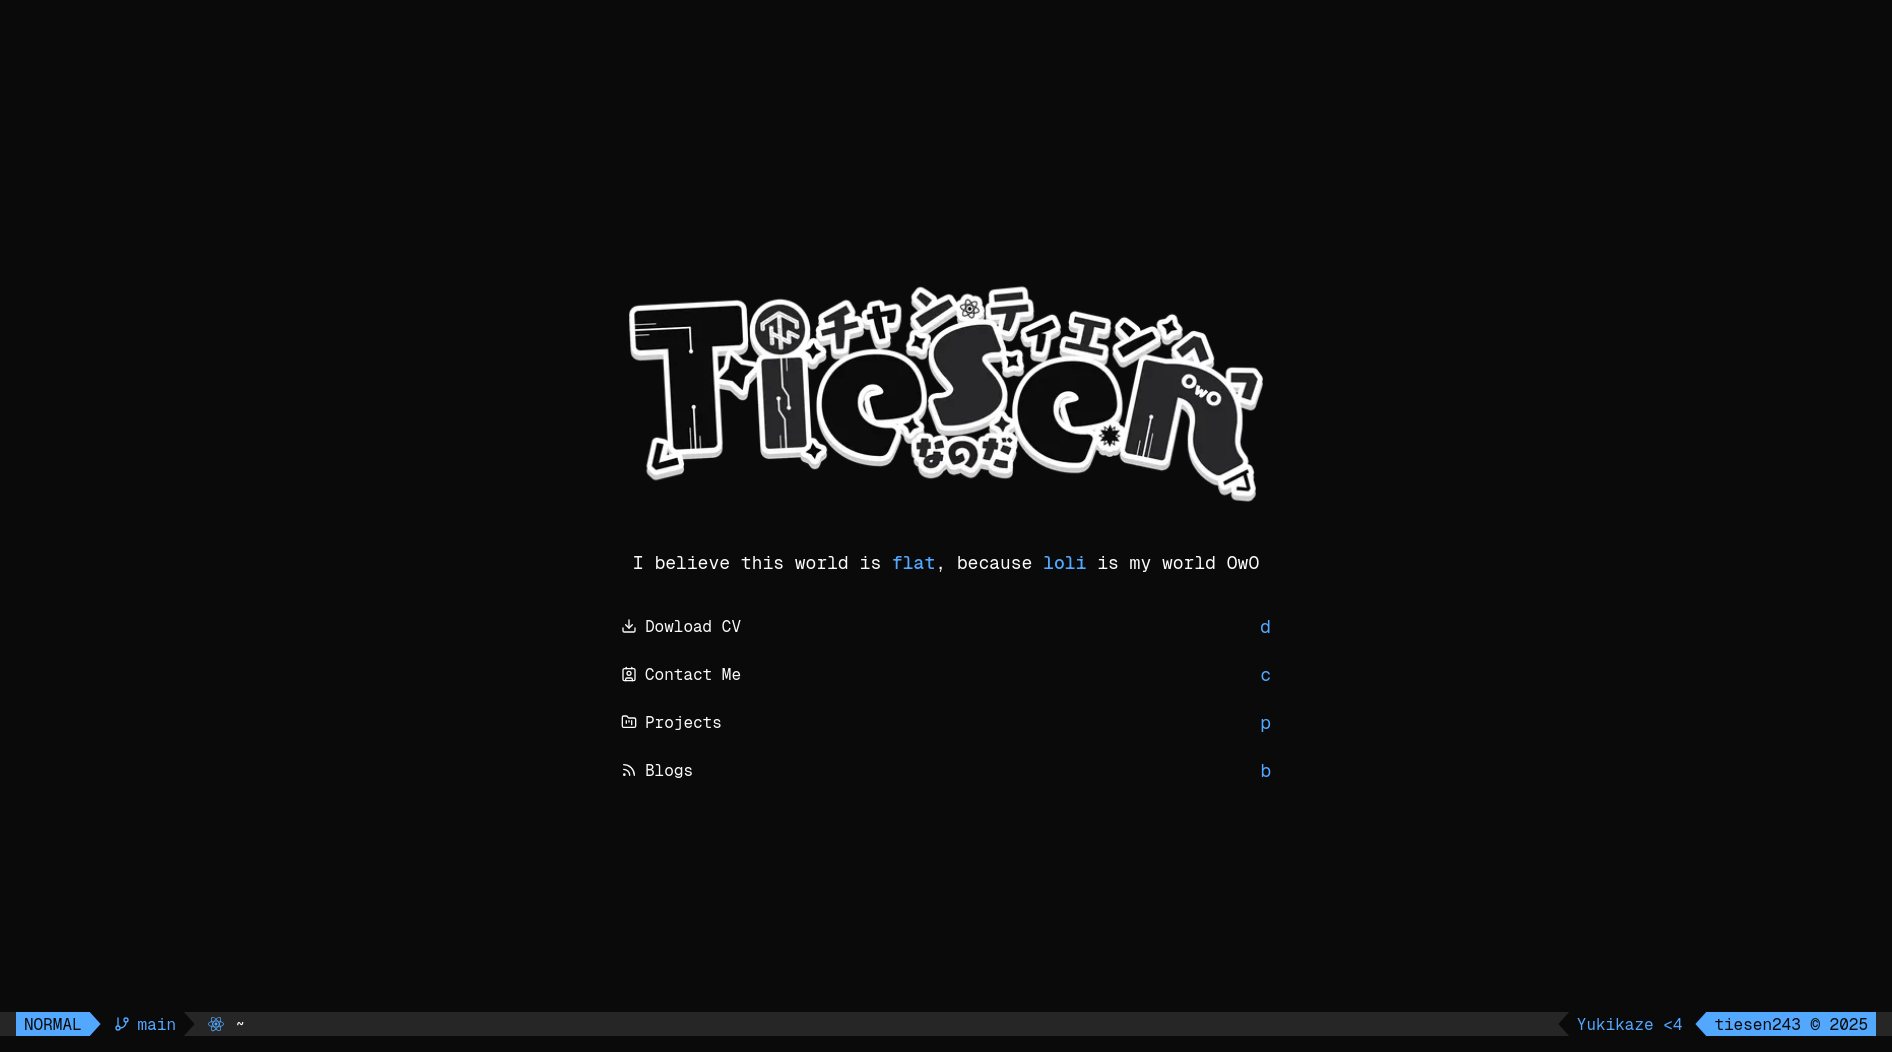 チャンティエン
Tiesen
OwO
なのだ
I believe this world is flat, because loli is my world OwO
Dowload CV d
Contact Me c
Projects p
Blogs b
NORMAL main ~ Yukikaze <4 tiesen243 © 2025